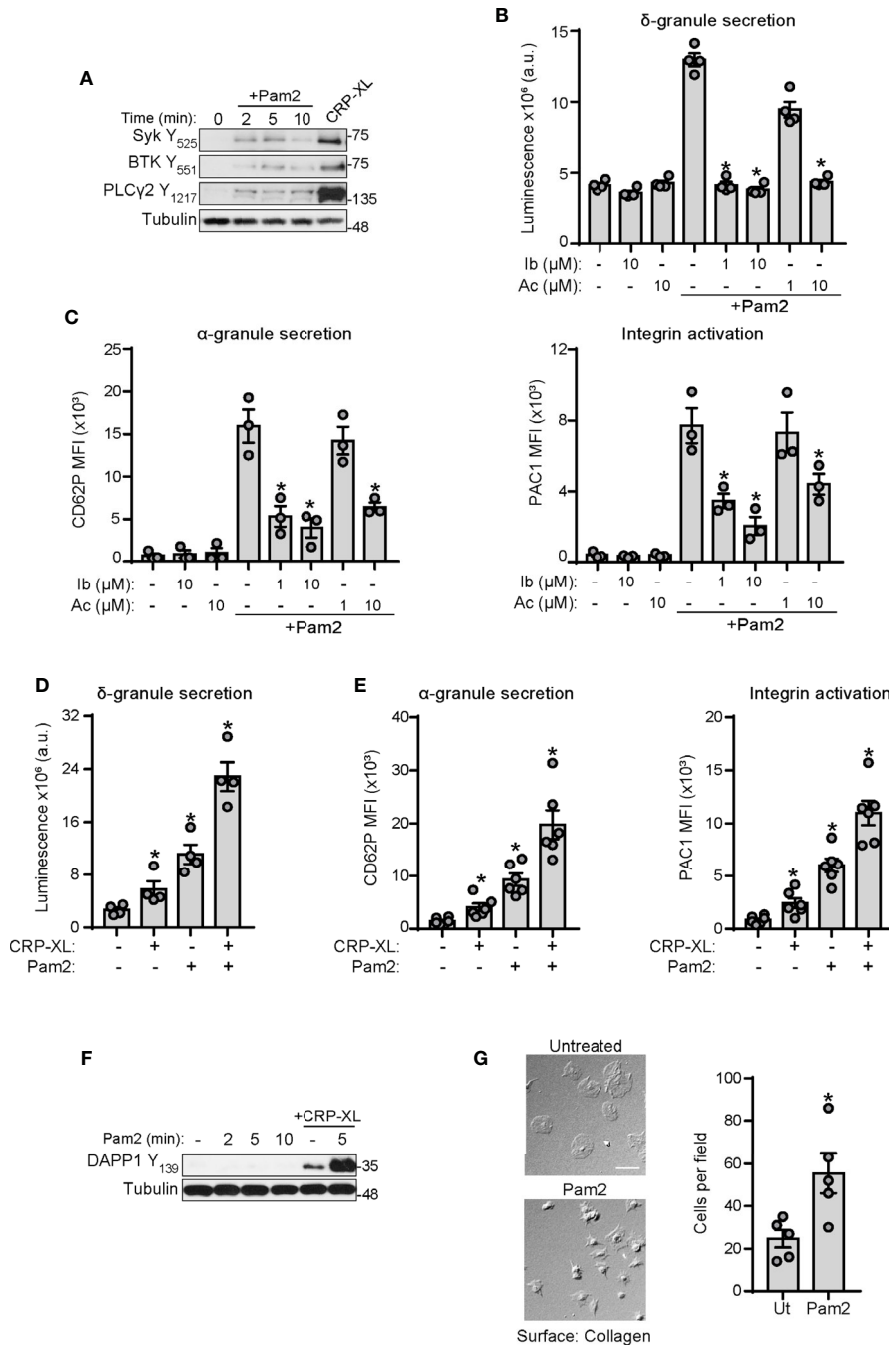 A
+Pam2
CRP-XL
Time (min): 0 2 5 10
Syk Y525 -75
BTK Y551 -75
PLCγ2 Y1217 -135
Tubulin -48
B
δ-granule secretion
Luminescence x10⁶ (a.u.)
15
10
5
0
* * *
Ib (μM): - 10 - - 1 10 - -
Ac (μM): - - 10 - - - 1 10
+Pam2
C
α-granule secretion
CD62P MFI (x10³)
25
20
15
10
5
0
* * *
Ib (μM): - 10 - - 1 10 - -
Ac (μM): - - 10 - - - 1 10
+Pam2
Integrin activation
PAC1 MFI (x10³)
12
8
4
0
* * *
Ib (μM): - 10 - - 1 10 - -
Ac (μM): - - 10 - - - 1 10
+Pam2
D
δ-granule secretion
Luminescence x10⁶ (a.u.)
32
24
16
8
0
* * *
CRP-XL: - + - +
Pam2: - - + +
E
α-granule secretion
CD62P MFI (x10³)
40
30
20
10
0
* * *
CRP-XL: - + - +
Pam2: - - + +
Integrin activation
PAC1 MFI (x10³)
20
15
10
5
0
* * *
CRP-XL: - + - +
Pam2: - - + +
F
+CRP-XL
Pam2 (min): - 2 5 10 - 5
DAPP1 Y139 -35
Tubulin -48
G
Untreated
Pam2
Surface: Collagen
Cells per field
100
80
60
40
20
0
*
Ut Pam2